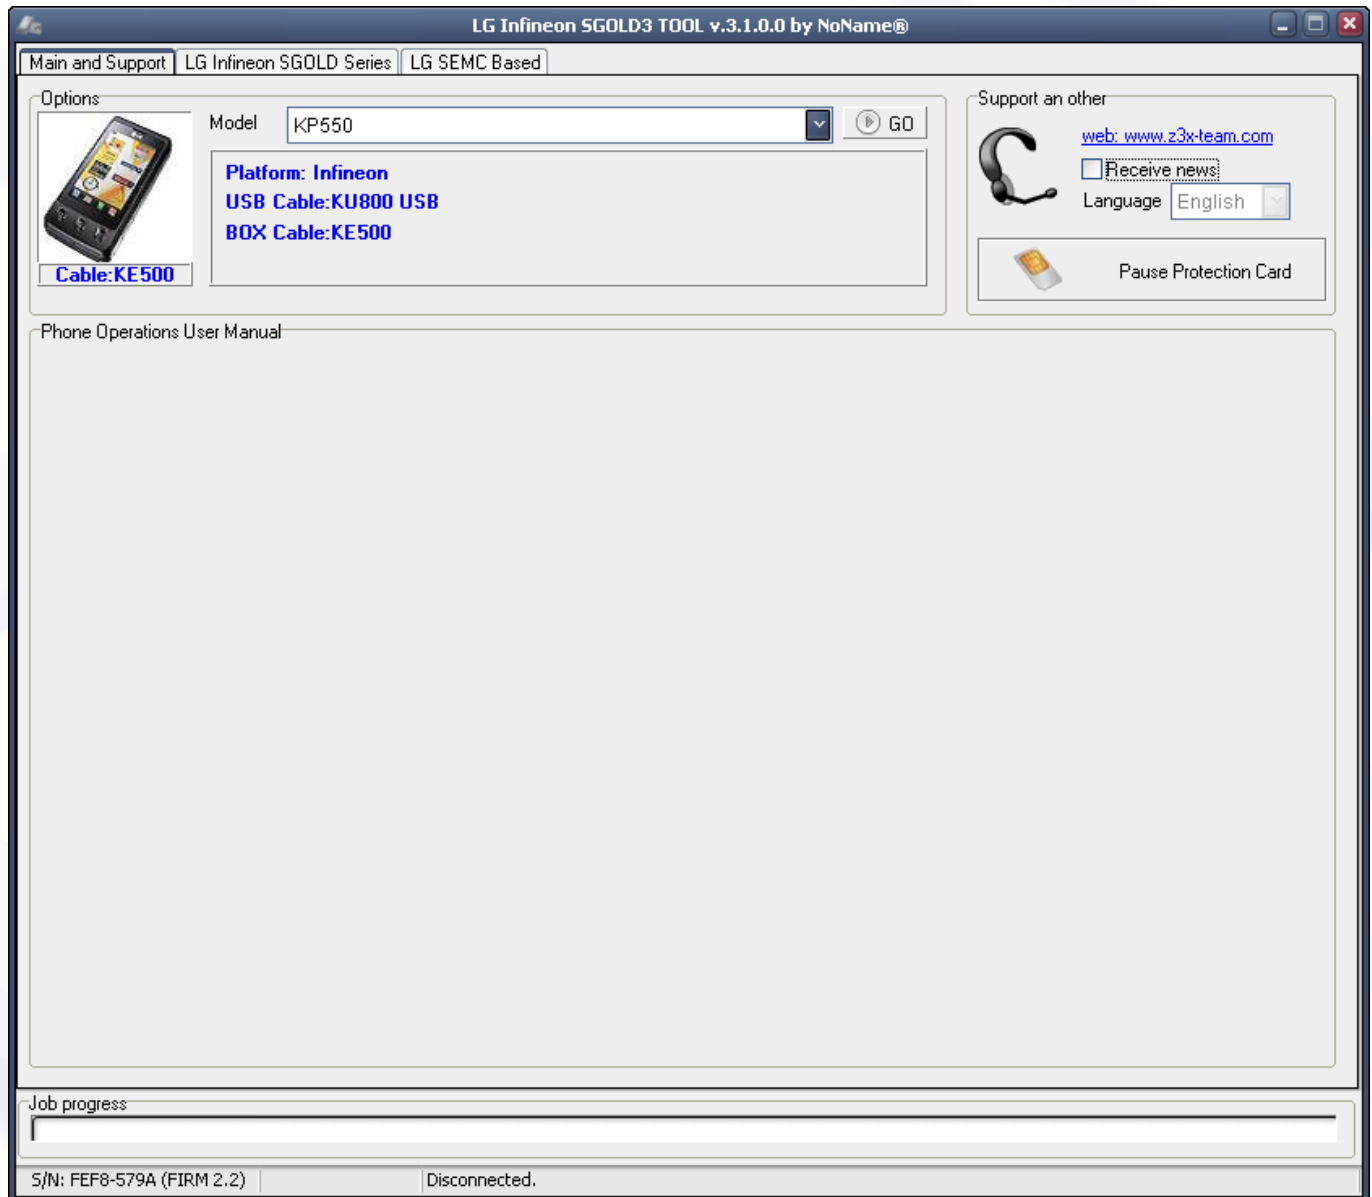 LG Infineon SGOLD3 TOOL v.3.1.0.0 by NoName®
Main and Support
LG Infineon SGOLD Series
LG SEMC Based
Options
Model
KP550
GO
Platform: Infineon
USB Cable:KU800 USB
BOX Cable:KE500
Cable:KE500
Support an other
web: www.z3x-team.com
Receive news
Language
English
Pause Protection Card
Phone Operations User Manual
Job progress
S/N: FEF8-579A (FIRM 2.2)
Disconnected.